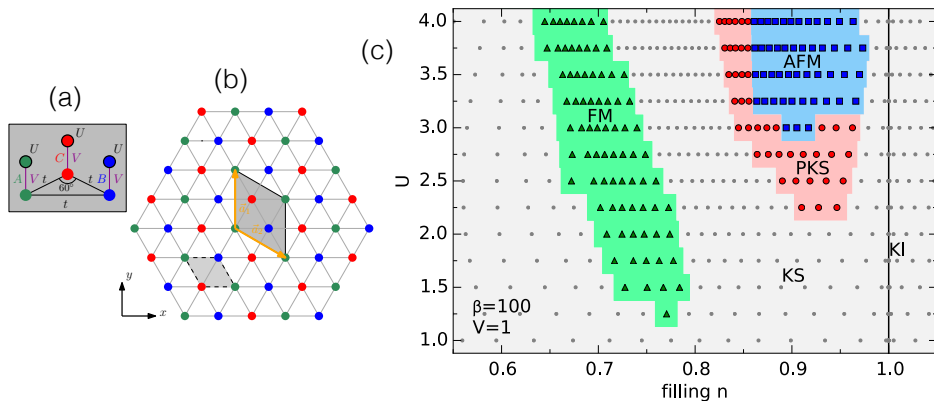 (a)
U
U
U
C
V
A
V
t
t
B
V
60°
t
(b)
y
x
(c)
U
4.0
3.5
3.0
2.5
2.0
1.5
1.0
FM
AFM
PKS
KS
KI
β=100
V=1
0.6
0.7
0.8
0.9
1.0
filling n